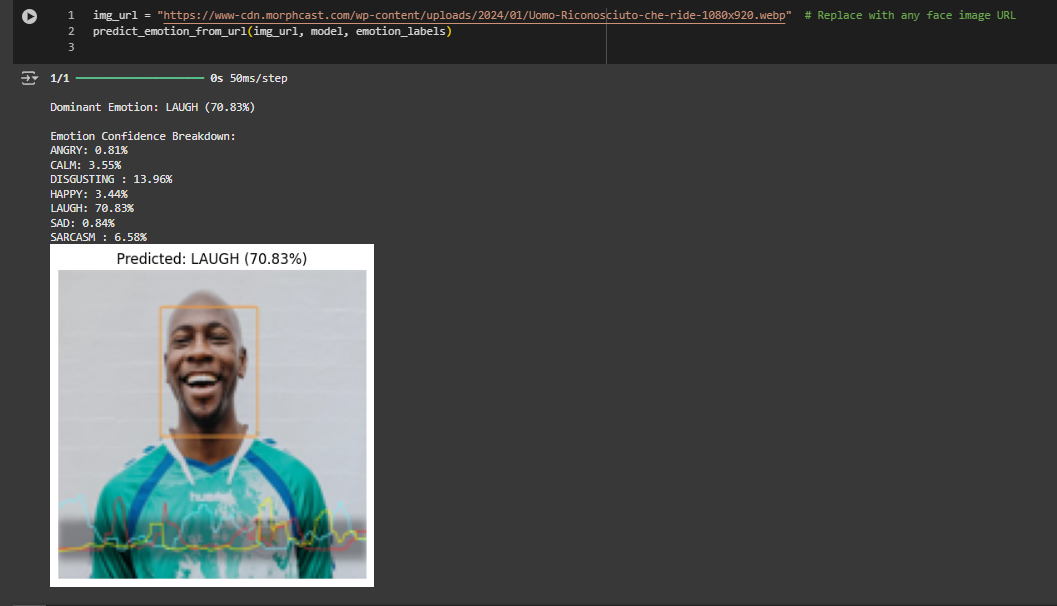 1 img_url = "https://www-cdn.morphcast.com/wp-content/uploads/2024/01/Uomo-Riconosciuto-che-ride-1080x920.webp" # Replace with any face image URL
2 predict_emotion_from_url(img_url, model, emotion_labels)
3
1/1 0s 50ms/step
Dominant Emotion: LAUGH (70.83%)
Emotion Confidence Breakdown:
ANGRY: 0.81%
CALM: 3.55%
DISGUSTING : 13.96%
HAPPY: 3.44%
LAUGH: 70.83%
SAD: 0.84%
SARCASM : 6.58%
Predicted: LAUGH (70.83%)